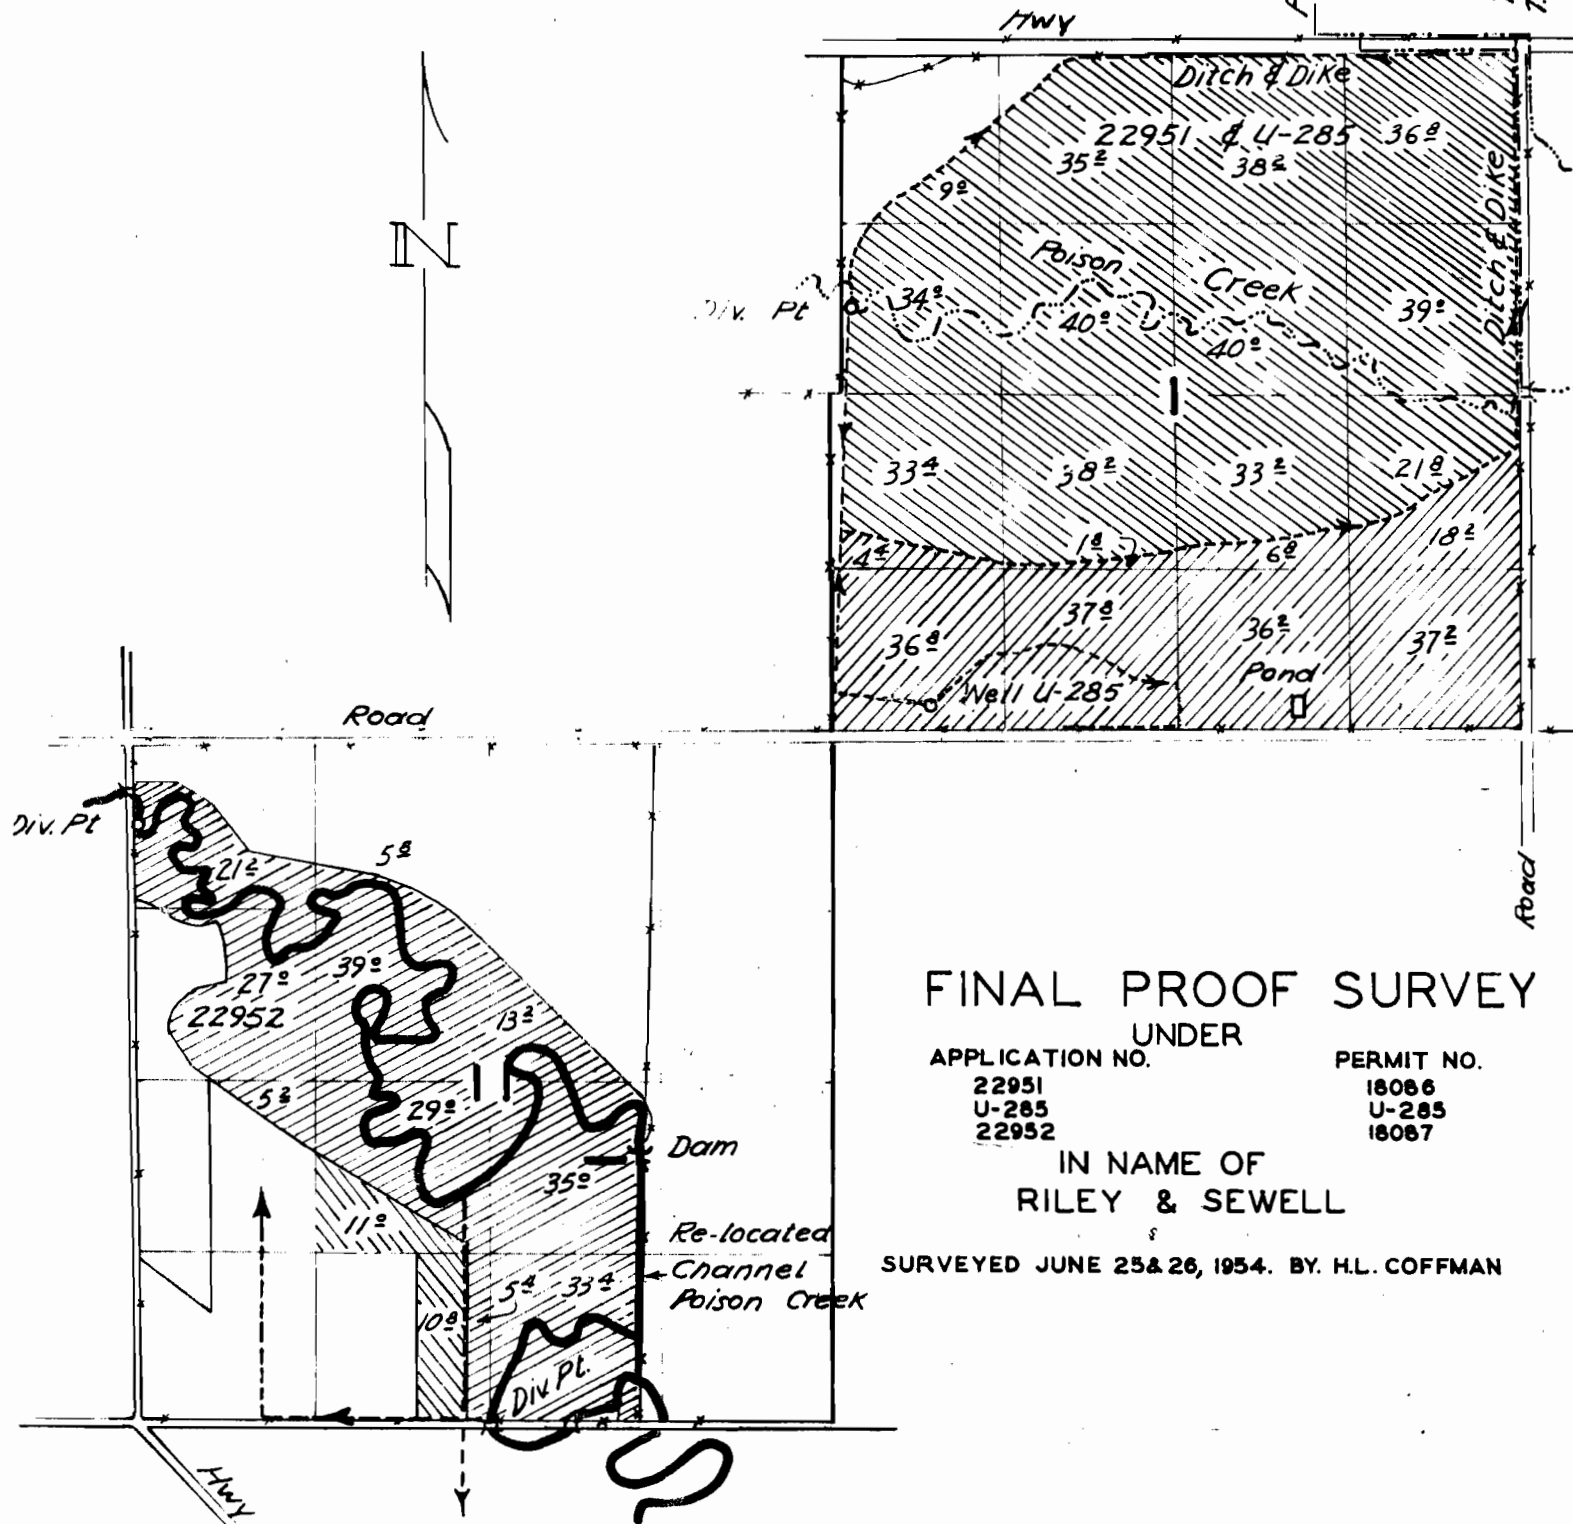 Hwy
Ditch & Dike
22951 & U-285
36 8
35 2
38 2
9 0
Ditch & Dike
Poison
Creek
Div. Pt
34 0
40 0
40 0
39 0
33 4
38 2
33 2
21 8
4 4
1 8
6 8
18 2
36 8
37 8
36 2
37 2
Well U-285
Pond
N
Road
Div. Pt
21 2
5 8
27 0
39 0
22952
13 2
5 2
29 0
Dam
35 0
11 0
Re-located
Channel
Poison Creek
10 8
5 4
33 4
Div. Pt.
Hwy
Road
FINAL PROOF SURVEY
UNDER
APPLICATION NO. PERMIT NO.
22951 18086
U-285 U-285
22952 18087
IN NAME OF
RILEY & SEWELL
SURVEYED JUNE 25 & 26, 1954. BY. H.L. COFFMAN